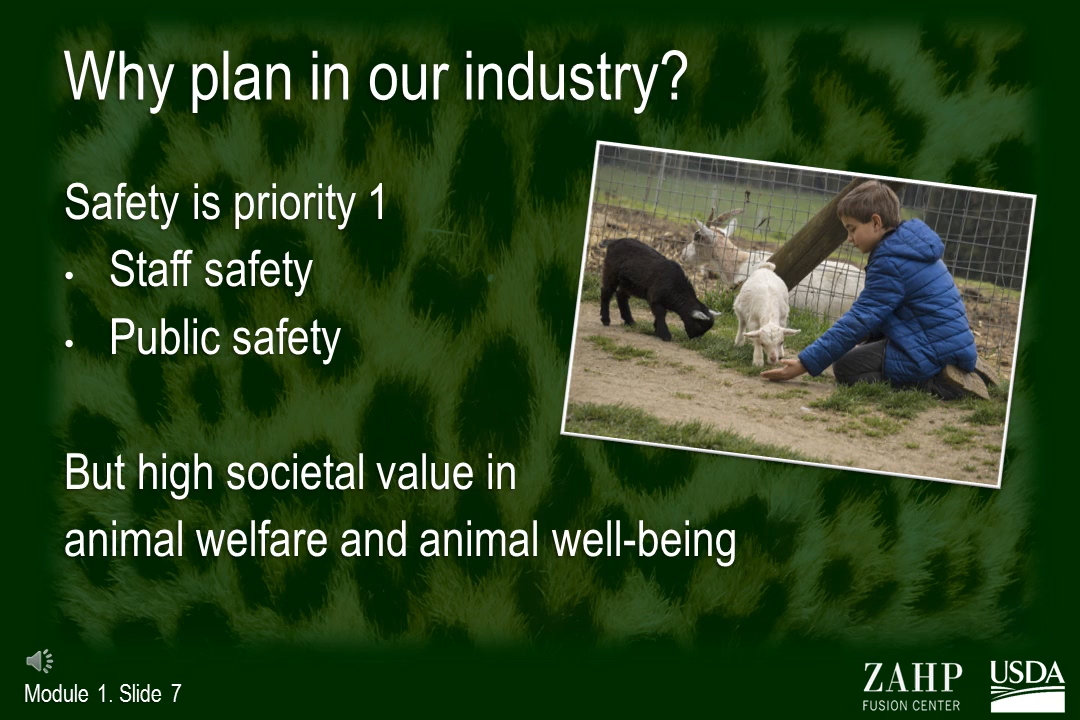 Why plan in our industry?
Safety is priority 1
• Staff safety
• Public safety
But high societal value in
animal welfare and animal well-being
Module 1. Slide 7
ZAHP
FUSION CENTER
USDA